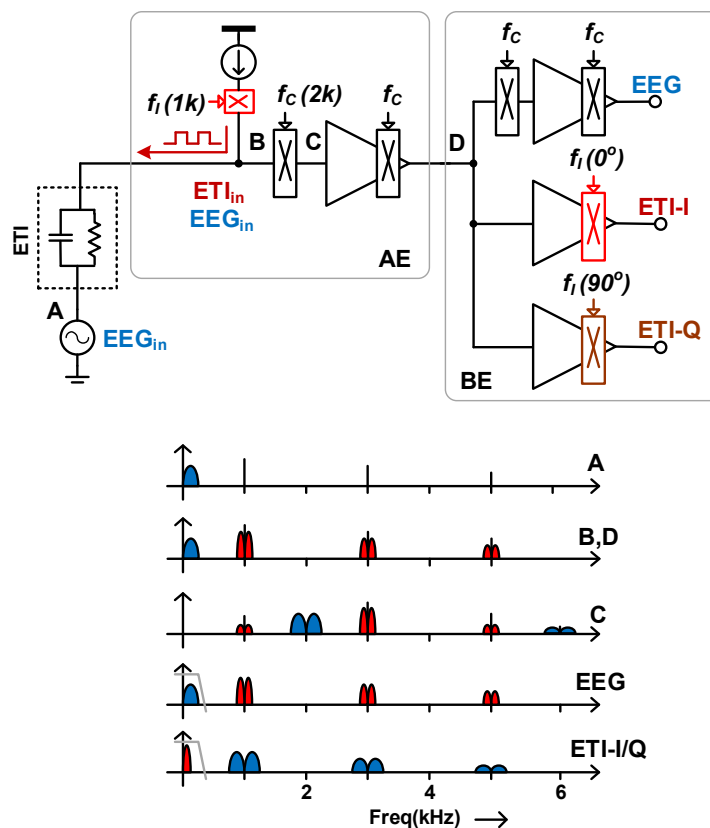 f_C f_C
f_I (1k) f_C (2k) f_C EEG
B C D
f_I (0°)
ETI_in
EEG_in
ETI-I
ETI
AE
f_I (90°)
A
ETI-Q
EEG_in
BE
A
B,D
C
EEG
ETI-I/Q
2 4 6
Freq(kHz)